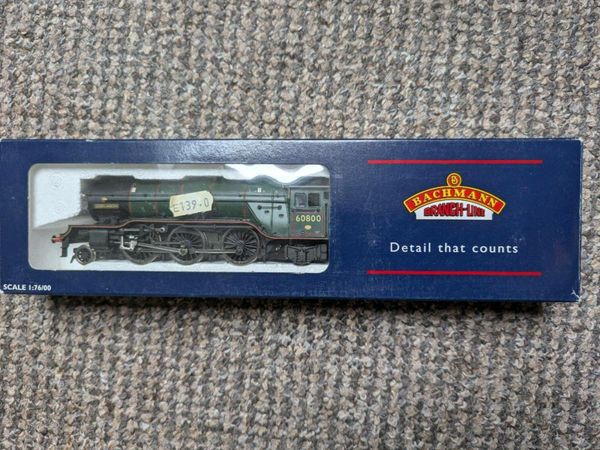 £139.0
60800
BACHMANN
BRANCH-LINE
Detail that counts
SCALE 1:76/00